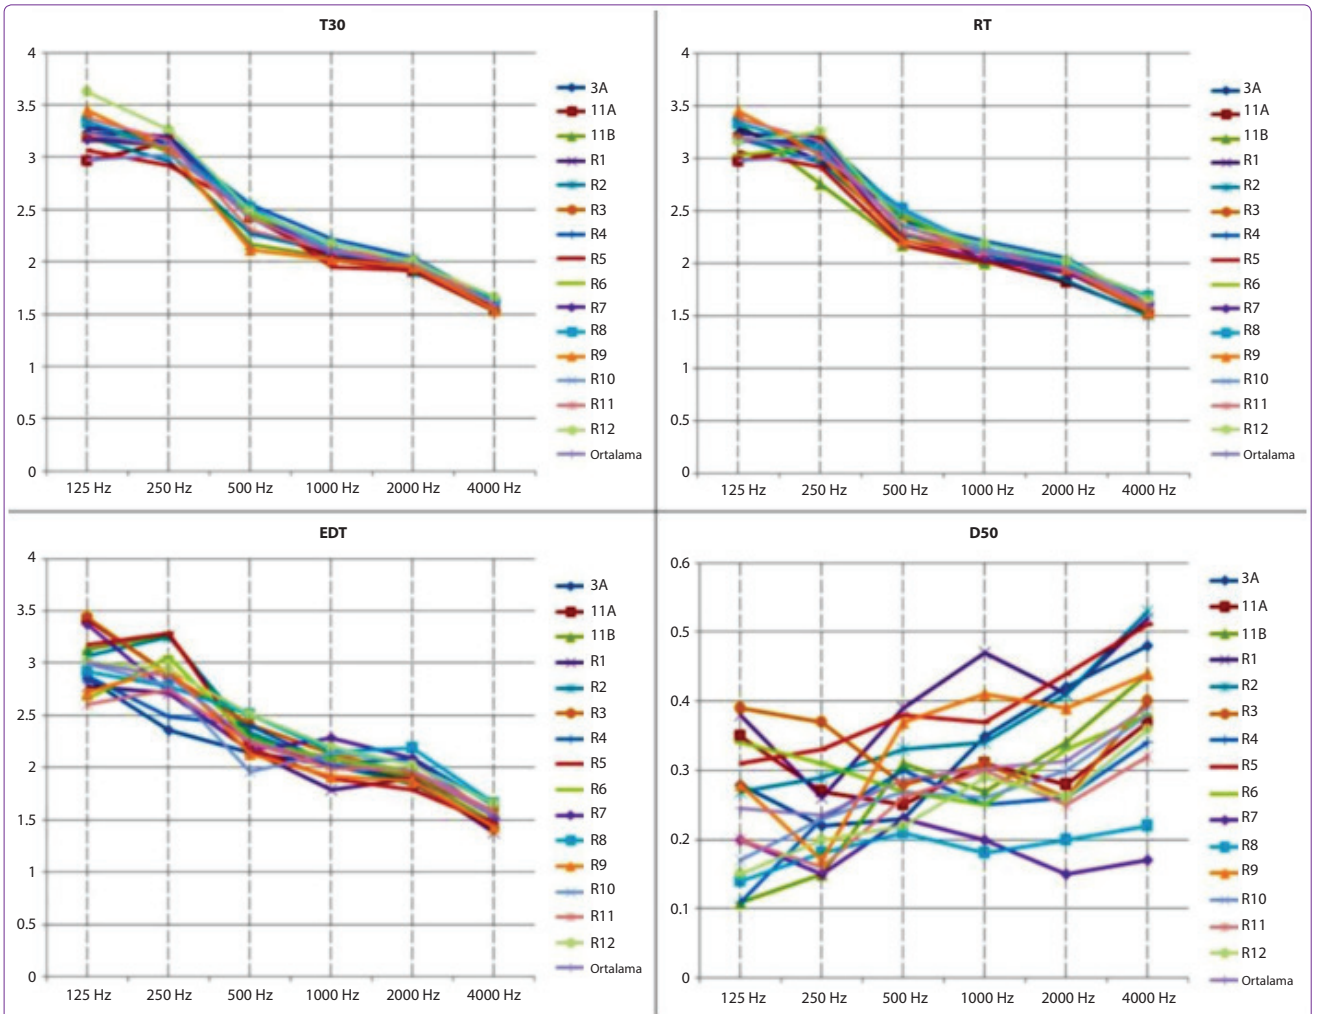 T30
4
3.5
3
2.5
2
1.5
1
0.5
0
125 Hz 250 Hz 500 Hz 1000 Hz 2000 Hz 4000 Hz
3A
11A
11B
R1
R2
R3
R4
R5
R6
R7
R8
R9
R10
R11
R12
Ortalama
RT
4
3.5
3
2.5
2
1.5
1
0.5
0
125 Hz 250 Hz 500 Hz 1000 Hz 2000 Hz 4000 Hz
3A
11A
11B
R1
R2
R3
R4
R5
R6
R7
R8
R9
R10
R11
R12
Ortalama
EDT
4
3.5
3
2.5
2
1.5
1
0.5
0
125 Hz 250 Hz 500 Hz 1000 Hz 2000 Hz 4000 Hz
3A
11A
11B
R1
R2
R3
R4
R5
R6
R7
R8
R9
R10
R11
R12
Ortalama
D50
0.6
0.5
0.4
0.3
0.2
0.1
0
125 Hz 250 Hz 500 Hz 1000 Hz 2000 Hz 4000 Hz
3A
11A
11B
R1
R2
R3
R4
R5
R6
R7
R8
R9
R10
R11
R12
Ortalama